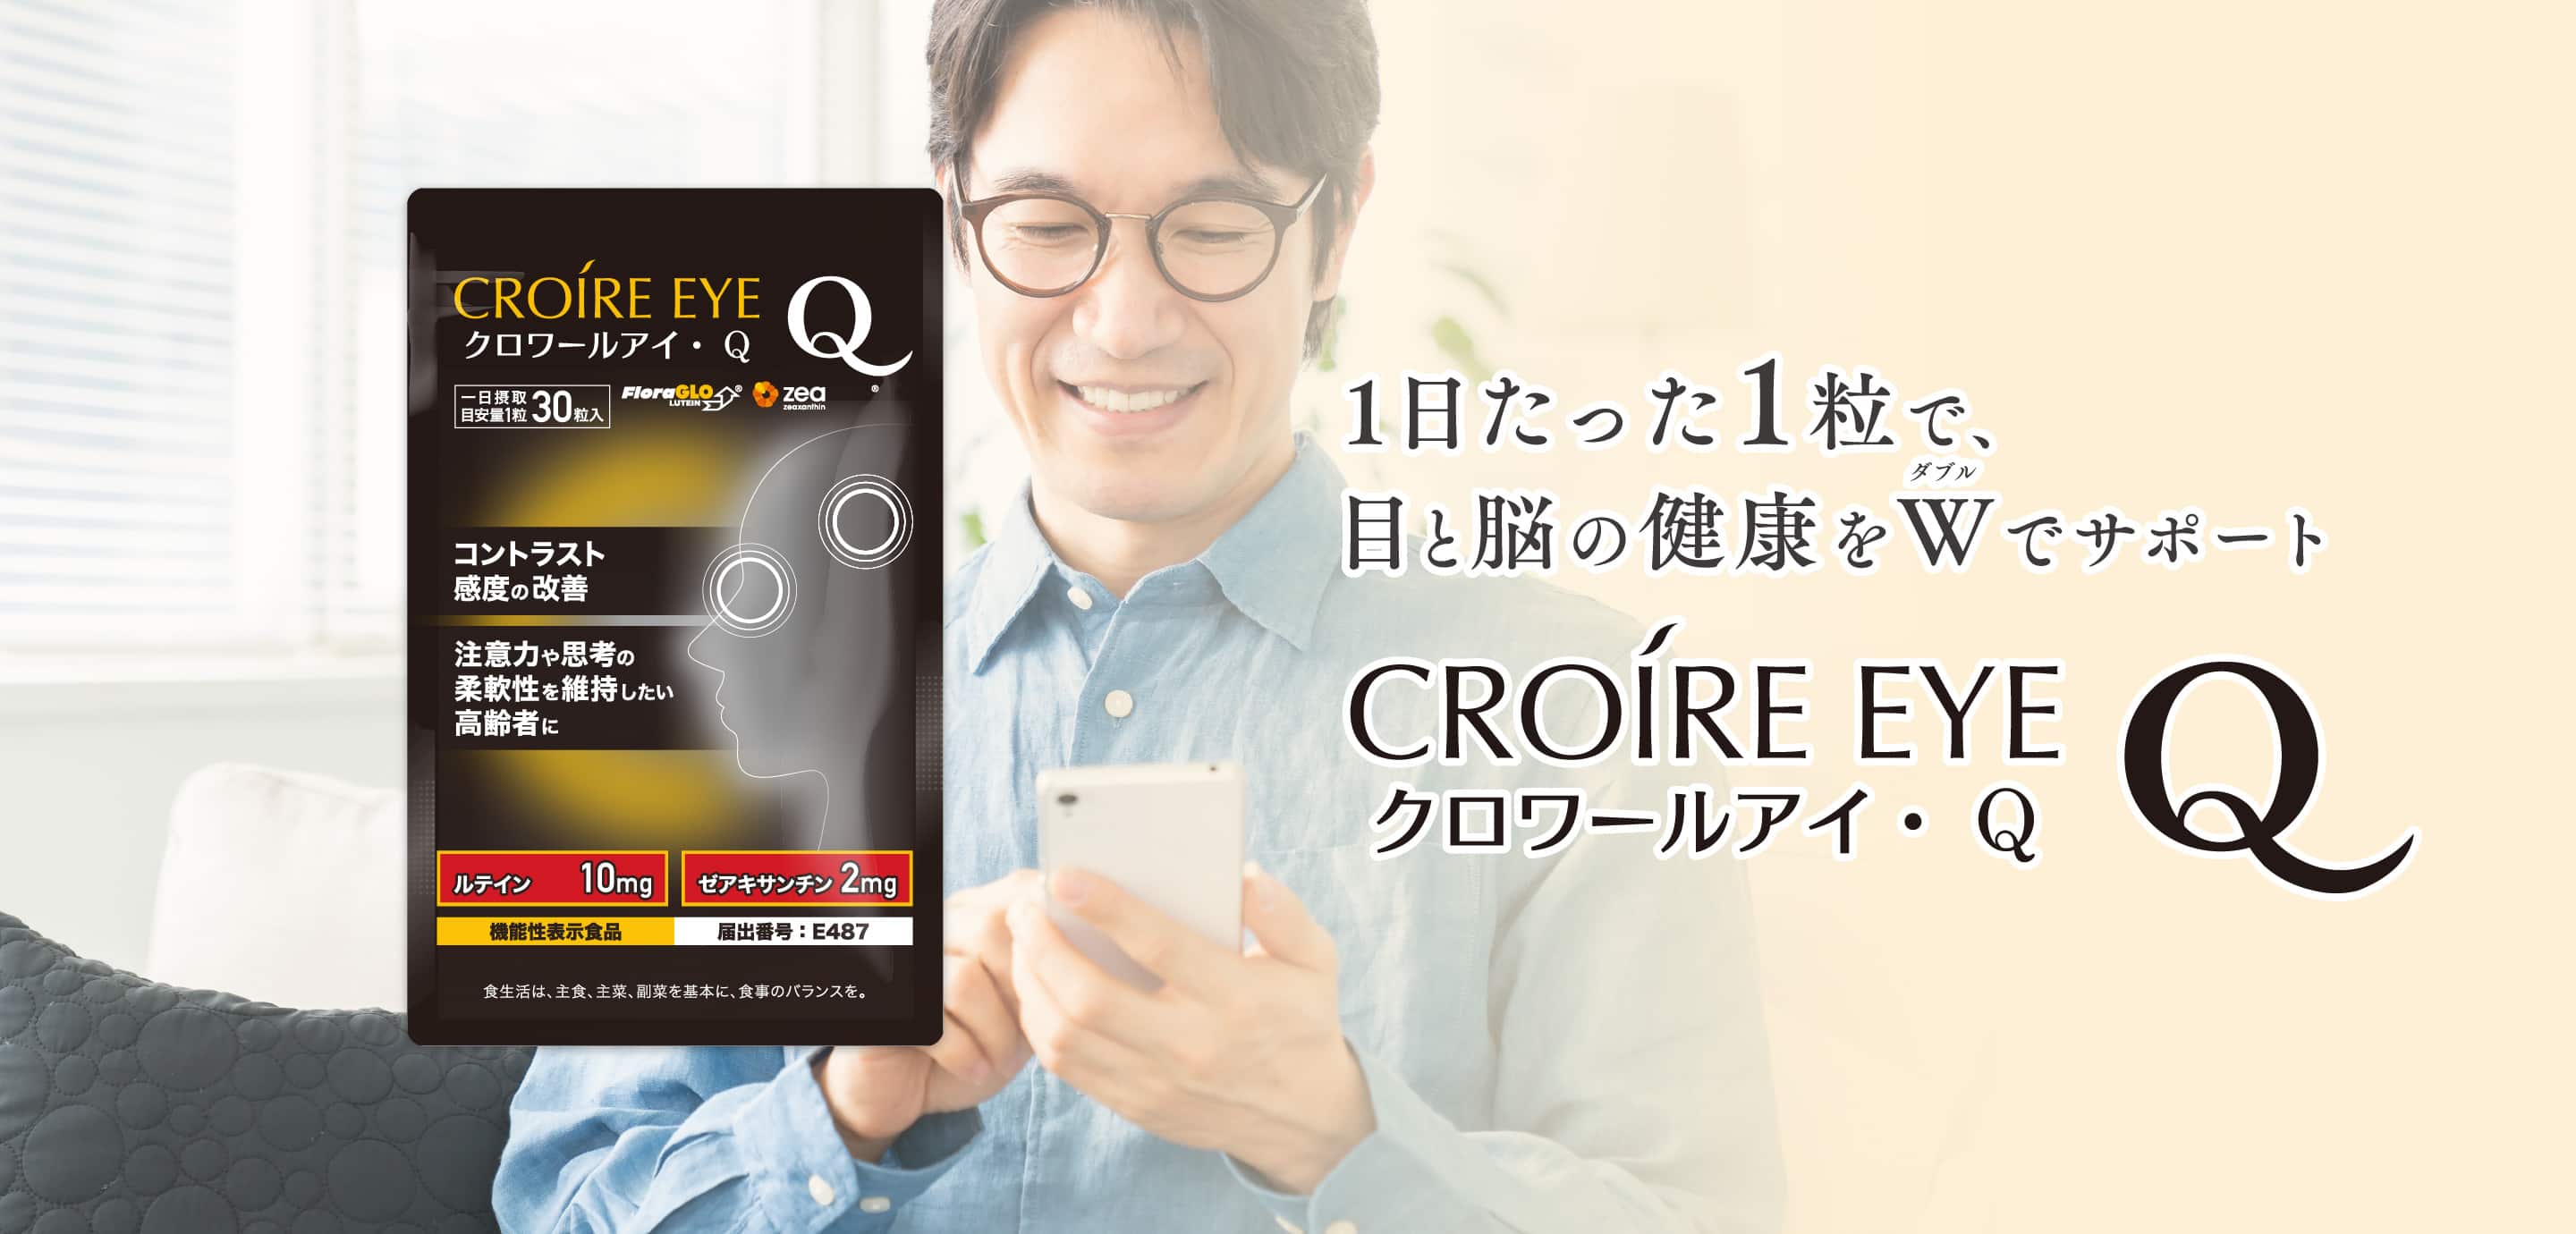 CROÍRE EYE Q
クロワールアイ・Q
一日摂取
目安量1粒 30粒入
FloraGLO®
LUTEIN
zea®
zeaxanthin
コントラスト
感度の改善
注意力や思考の
柔軟性を維持したい
高齢者に
ルテイン 10mg
ゼアキサンチン 2mg
機能性表示食品
届出番号：E487
食生活は、主食、主菜、副菜を基本に、食事のバランスを。
1日たった1粒で、
ダブル
目と脳の健康をWでサポート
CROÍRE EYE Q
クロワールアイ・Q